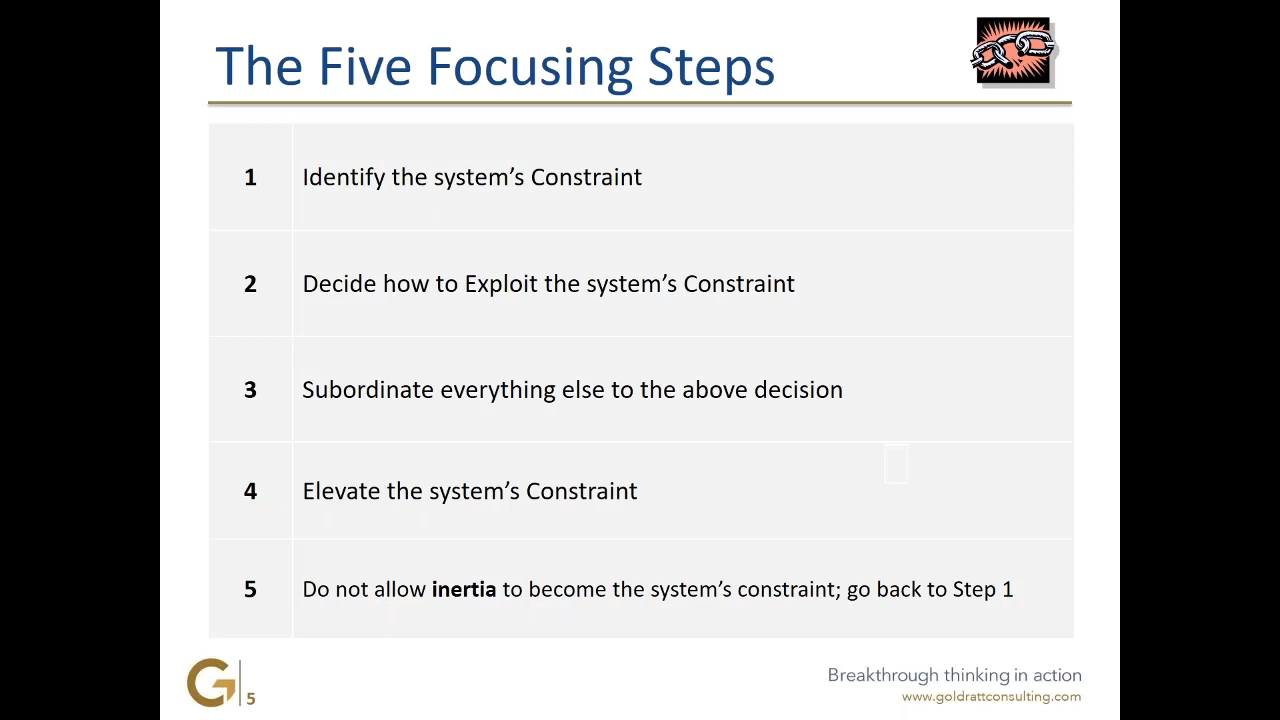 The Five Focusing Steps
1 Identify the system’s Constraint
2 Decide how to Exploit the system’s Constraint
3 Subordinate everything else to the above decision
4 Elevate the system’s Constraint
5 Do not allow inertia to become the system’s constraint; go back to Step 1
G 5
Breakthrough thinking in action
www.goldrattconsulting.com